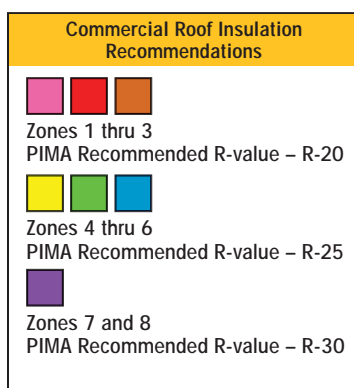 Commercial Roof Insulation
Recommendations
Zones 1 thru 3
PIMA Recommended R-value – R-20
Zones 4 thru 6
PIMA Recommended R-value – R-25
Zones 7 and 8
PIMA Recommended R-value – R-30